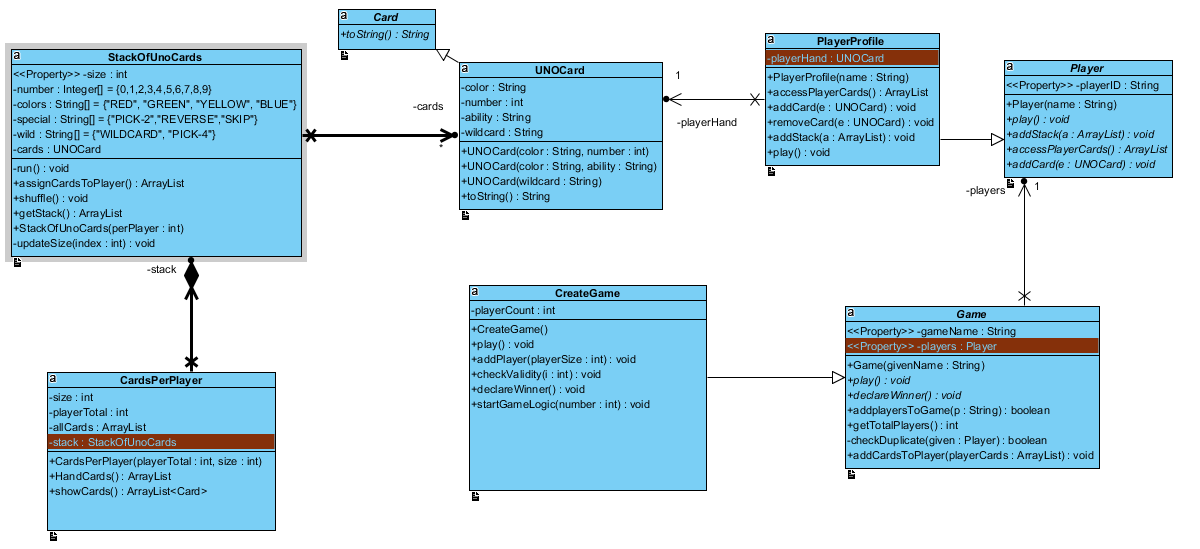 a
Card
+toString() : String
a
StackOfUnoCards
<<Property>> -size : int
-number : Integer[] = {0,1,2,3,4,5,6,7,8,9}
-colors : String[] = {"RED", "GREEN", "YELLOW", "BLUE"}
-special : String[] = {"PICK-2","REVERSE","SKIP"}
-wild : String[] = {"WILDCARD", "PICK-4"}
-cards : UNOCard
-run() : void
+assignCardsToPlayer() : ArrayList
+shuffle() : void
+getStack() : ArrayList
+StackOfUnoCards(perPlayer : int)
-updateSize(index : int) : void
-cards
*
a
UNOCard
-color : String
-number : int
-ability : String
-wildcard : String
+UNOCard(color : String, number : int)
+UNOCard(color : String, ability : String)
+UNOCard(wildcard : String)
+toString() : String
1
-playerHand
a
PlayerProfile
-playerHand : UNOCard
+PlayerProfile(name : String)
+accessPlayerCards() : ArrayList
+addCard(e : UNOCard) : void
+removeCard(e : UNOCard) : void
+addStack(a : ArrayList) : void
+play() : void
a
Player
<<Property>> -playerID : String
+Player(name : String)
+play() : void
+addStack(a : ArrayList) : void
+accessPlayerCards() : ArrayList
+addCard(e : UNOCard) : void
-players
1
-stack
a
CardsPerPlayer
-size : int
-playerTotal : int
-allCards : ArrayList
-stack : StackOfUnoCards
+CardsPerPlayer(playerTotal : int, size : int)
+HandCards() : ArrayList
+showCards() : ArrayList<Card>
a
CreateGame
-playerCount : int
+CreateGame()
+play() : void
+addPlayer(playerSize : int) : void
+checkValidity(i : int) : void
+declareWinner() : void
+startGameLogic(number : int) : void
a
Game
<<Property>> -gameName : String
<<Property>> -players : Player
+Game(givenName : String)
+play() : void
+declareWinner() : void
+addplayersToGame(p : String) : boolean
+getTotalPlayers() : int
-checkDuplicate(given : Player) : boolean
+addCardsToPlayer(playerCards : ArrayList) : void